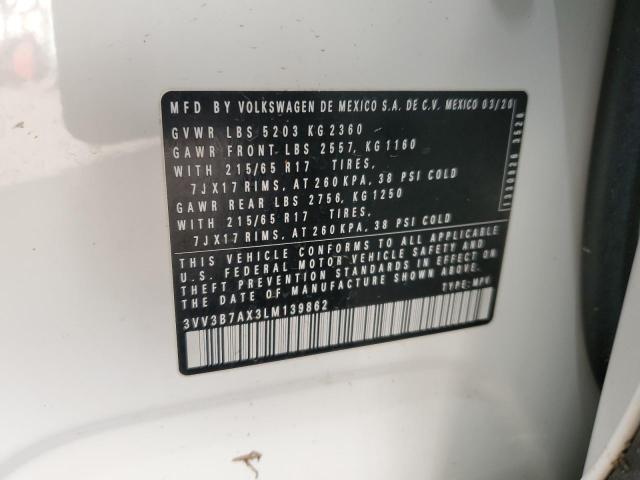 MFD BY VOLKSWAGEN DE MEXICO S.A. DE C.V. MEXICO 03/20
GVWR LBS 5203 KG 2360
GAWR FRONT LBS 2557, KG 1160
WITH 215/65 R17 TIRES,
7JX17 RIMS, AT 260 KPA, 38 PSI COLD
GAWR REAR LBS 2756, KG 1250
WITH 215/65 R17 TIRES,
7JX17 RIMS, AT 260 KPA, 38 PSI COLD
THIS VEHICLE CONFORMS TO ALL APPLICABLE
U.S. FEDERAL MOTOR VEHICLE SAFETY AND
THEFT PREVENTION STANDARDS IN EFFECT ON
THE DATE OF MANUFACTURE SHOWN ABOVE.
3VV3B7AX3LM139862
TYPE: MPV